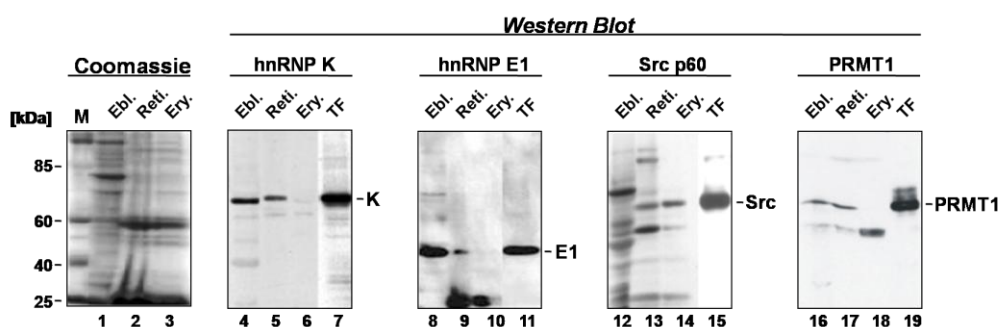 Western Blot
Coomassie hnRNP K hnRNP E1 Src p60 PRMT1
[kDa] M Ebl. Reti. Ery. Ebl. Reti. Ery. TF Ebl. Reti. Ery. TF Ebl. Reti. Ery. TF Ebl. Reti. Ery. TF
85-
-K -Src -PRMT1
60-
-E1
40-
25-
1 2 3 4 5 6 7 8 9 10 11 12 13 14 15 16 17 18 19